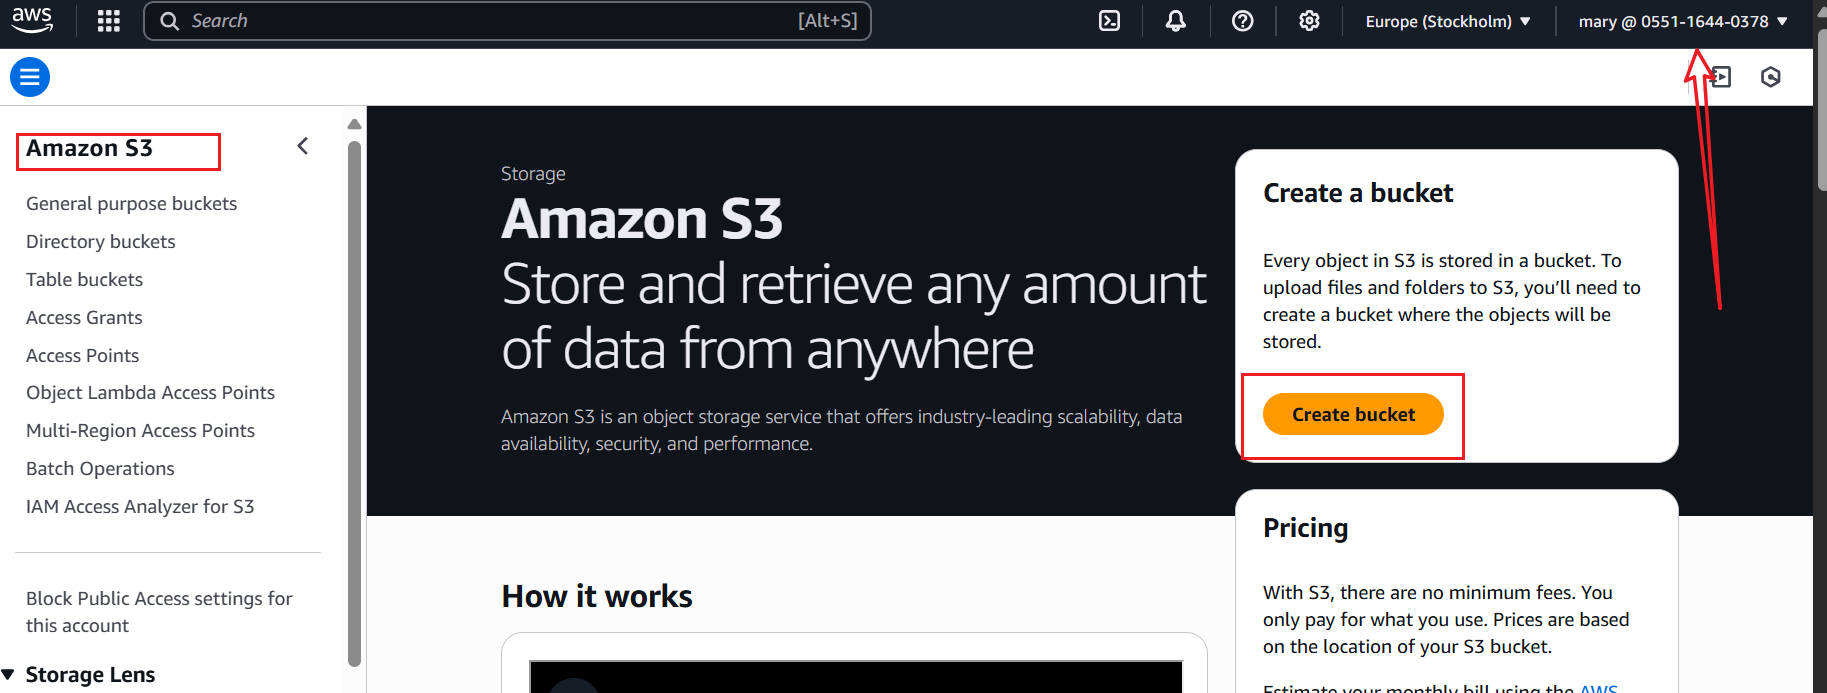 aws
Search
[Alt+S]
Europe (Stockholm)
mary @ 0551-1644-0378
Amazon S3
General purpose buckets
Directory buckets
Table buckets
Access Grants
Access Points
Object Lambda Access Points
Multi-Region Access Points
Batch Operations
IAM Access Analyzer for S3
Block Public Access settings for
this account
Storage Lens
Storage
Amazon S3
Store and retrieve any amount
of data from anywhere
Amazon S3 is an object storage service that offers industry-leading scalability, data
availability, security, and performance.
How it works
Create a bucket
Every object in S3 is stored in a bucket. To
upload files and folders to S3, you'll need to
create a bucket where the objects will be
stored.
Create bucket
Pricing
With S3, there are no minimum fees. You
only pay for what you use. Prices are based
on the location of your S3 bucket.
Estimate your monthly bill using the AWS